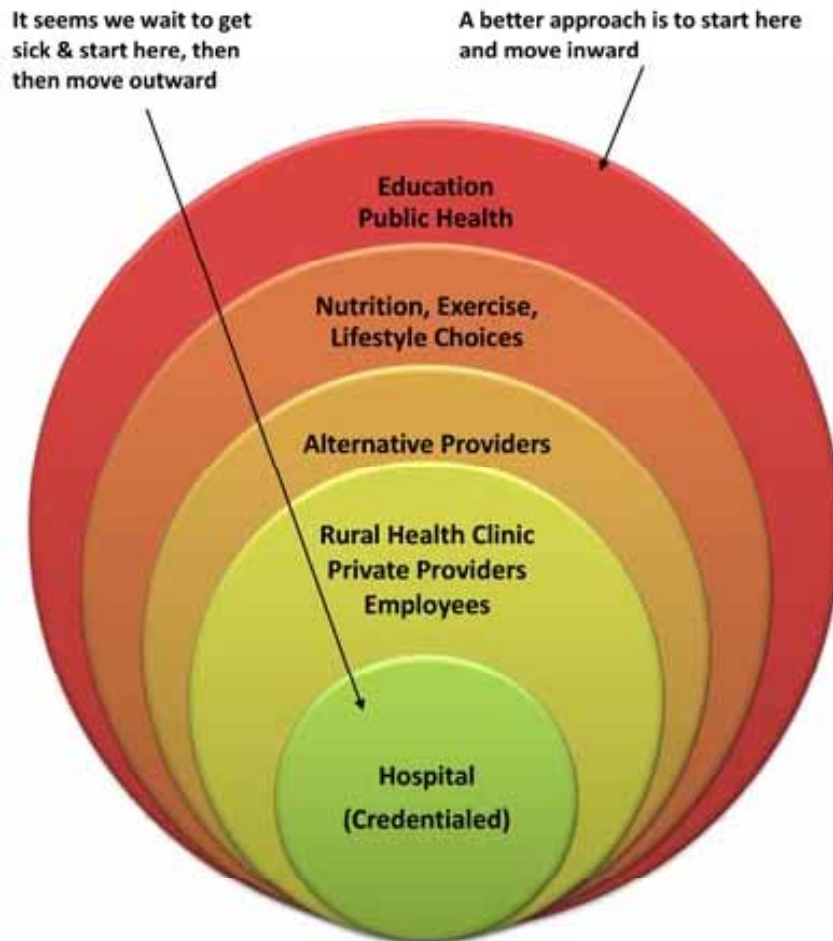 It seems we wait to get
sick & start here, then
then move outward
A better approach is to start here
and move inward
Education
Public Health
Nutrition, Exercise,
Lifestyle Choices
Alternative Providers
Rural Health Clinic
Private Providers
Employees
Hospital
(Credentialed)